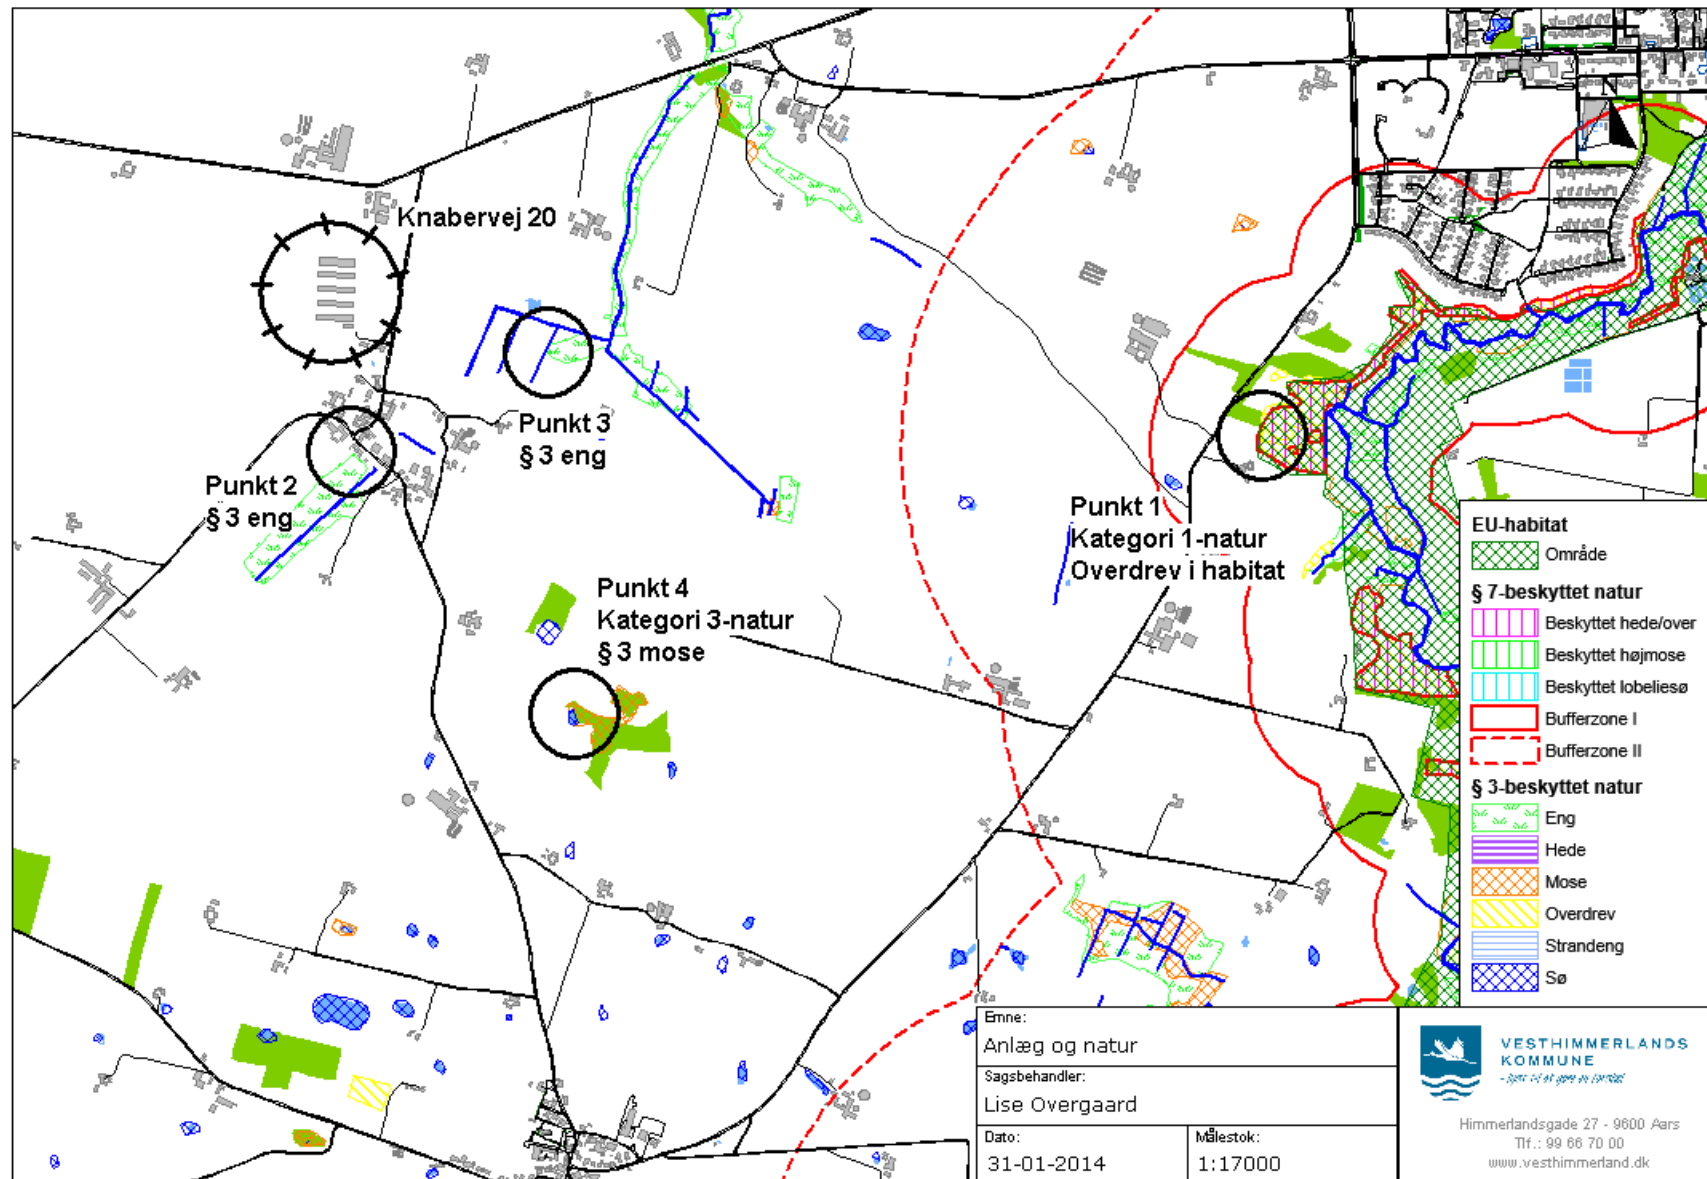 Knabervej 20
Punkt 3
§ 3 eng
Punkt 2
§ 3 eng
Punkt 1
Kategori 1-natur
Overdrev i habitat
Punkt 4
Kategori 3-natur
§ 3 mose
EU-habitat
Område
§ 7-beskyttet natur
Beskyttet hede/over
Beskyttet højmose
Beskyttet lobeliesø
Bufferzone I
Bufferzone II
§ 3-beskyttet natur
Eng
Hede
Mose
Overdrev
Strandeng
Sø
Emne:
Anlæg og natur
Sagsbehandler:
Lise Overgaard
Dato:
31-01-2014
Målestok:
1:17000
VESTHIMMERLANDS
KOMMUNE
Himmerlandsgade 27 - 9600 Aars
Tlf.: 99 66 70 00
www.vesthimmerland.dk